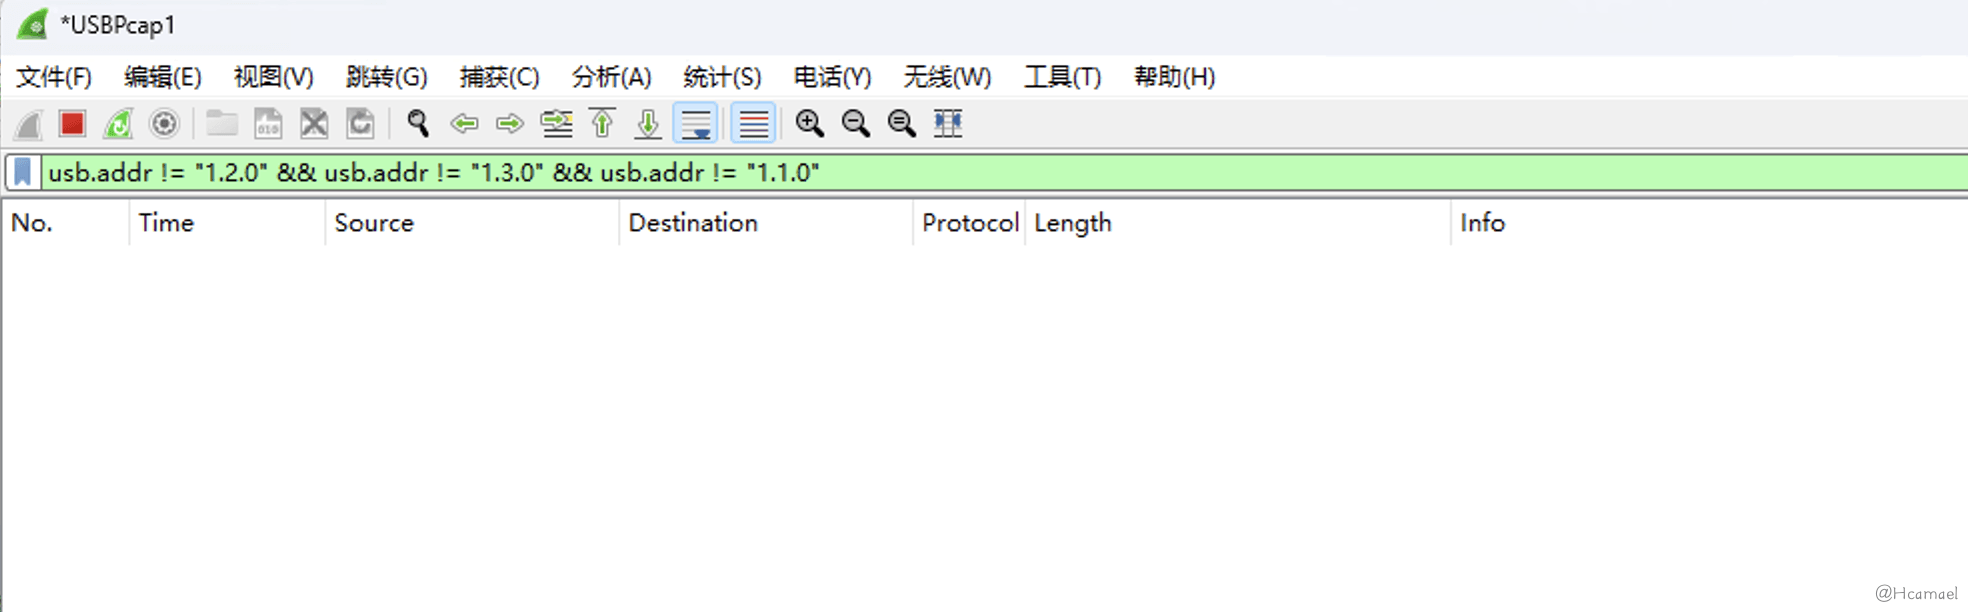 *USBPcap1
文件(F) 编辑(E) 视图(V) 跳转(G) 捕获(C) 分析(A) 统计(S) 电话(Y) 无线(W) 工具(T) 帮助(H)
usb.addr != "1.2.0" && usb.addr != "1.3.0" && usb.addr != "1.1.0"
No. Time Source Destination Protocol Length Info
@Hcamael